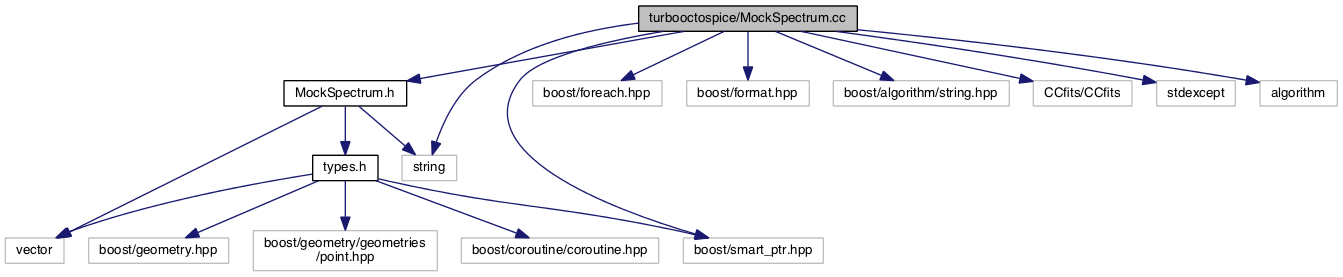 turbooctospice/MockSpectrum.cc
MockSpectrum.h
boost/foreach.hpp
boost/format.hpp
boost/algorithm/string.hpp
CCfits/CCfits
stdexcept
algorithm
types.h
string
vector
boost/geometry.hpp
boost/geometry/geometries
/point.hpp
boost/coroutine/coroutine.hpp
boost/smart_ptr.hpp